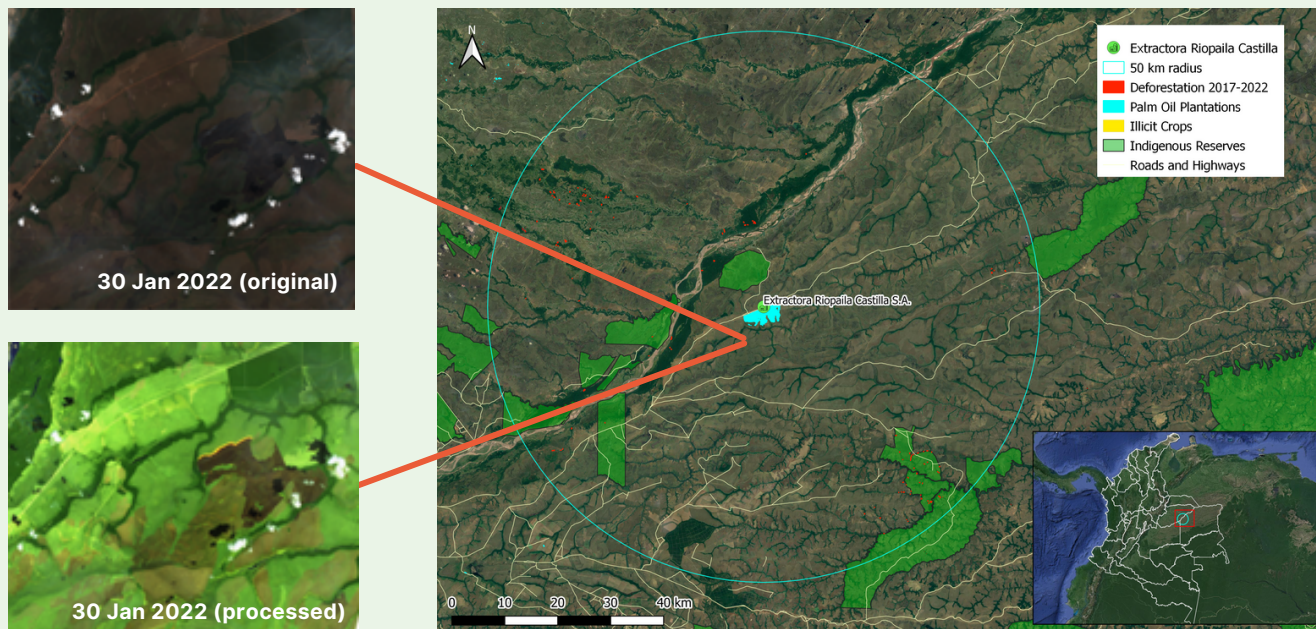 30 Jan 2022 (original)
30 Jan 2022 (processed)
N
Extractora Riopaila Castilla
50 km radius
Deforestation 2017-2022
Palm Oil Plantations
Illicit Crops
Indigenous Reserves
Roads and Highways
Extractora Riopaila Castilla S.A.
0 10 20 30 40 km